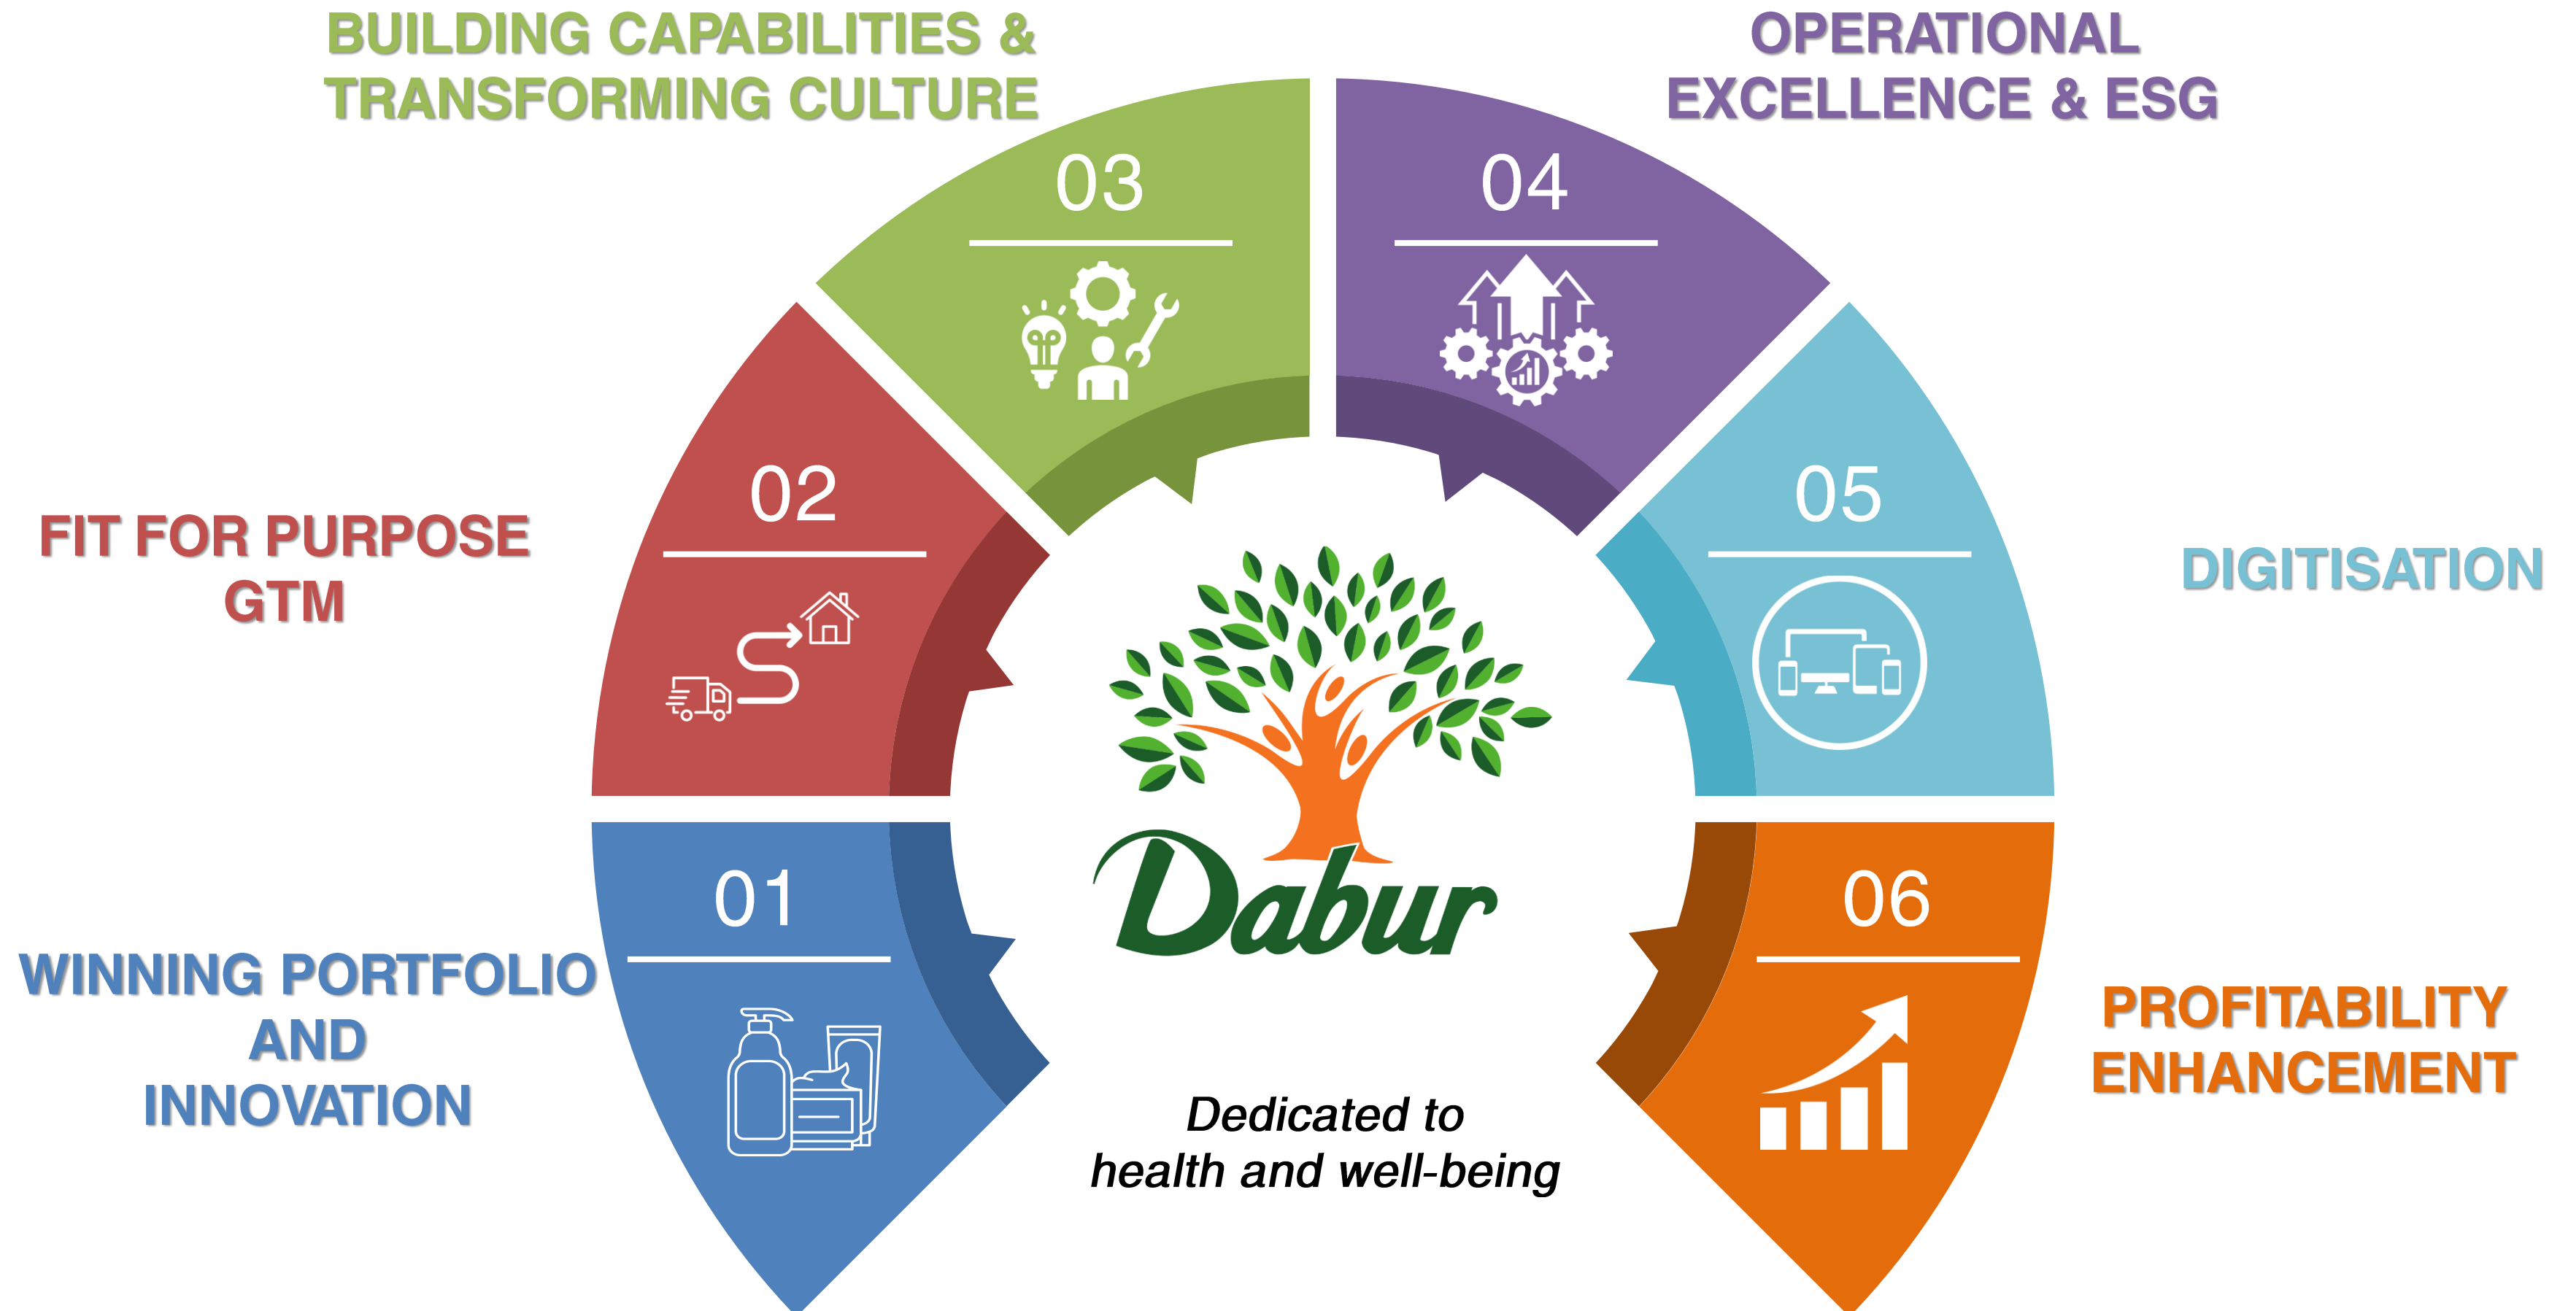 BUILDING CAPABILITIES &
TRANSFORMING CULTURE
OPERATIONAL
EXCELLENCE & ESG
03
04
FIT FOR PURPOSE
GTM
02
05
DIGITISATION
Dabur
01
06
WINNING PORTFOLIO
AND
INNOVATION
PROFITABILITY
ENHANCEMENT
Dedicated to
health and well-being